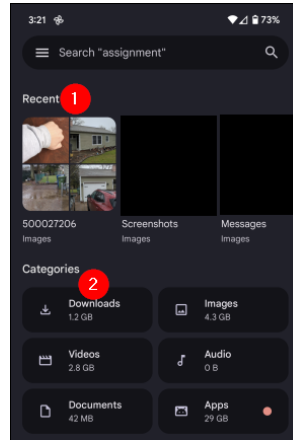 3:21 73%
Search "assignment"
Recent 1
500027206 Screenshots Messages
Images Images Images
Categories
2
Downloads Images
1.2 GB 4.3 GB
Videos Audio
2.8 GB 0 B
Documents Apps
42 MB 29 GB